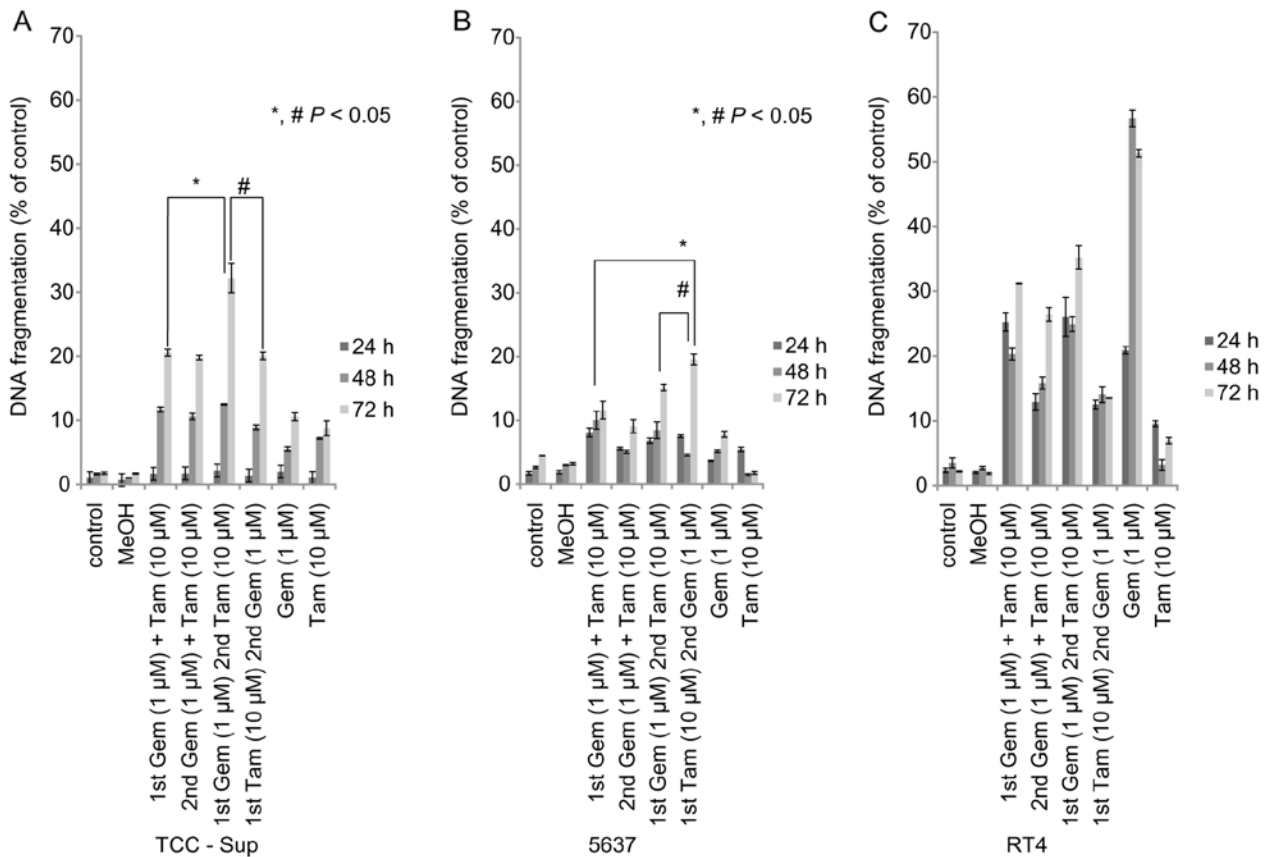 A
DNA fragmentation (% of control)
70
60
50
40
30
20
10
0
*, # P < 0.05
*
#
24 h
48 h
72 h
control
MeOH
1st Gem (1 μM) + Tam (10 μM)
2nd Gem (1 μM) + Tam (10 μM)
1st Gem (1 μM) 2nd Tam (10 μM)
1st Tam (10 μM) 2nd Gem (1 μM)
Gem (1 μM)
Tam (10 μM)
TCC - Sup
B
DNA fragmentation (% of control)
70
60
50
40
30
20
10
0
*, # P < 0.05
*
#
24 h
48 h
72 h
control
MeOH
1st Gem (1 μM) + Tam (10 μM)
2nd Gem (1 μM) + Tam (10 μM)
1st Gem (1 μM) 2nd Tam (10 μM)
1st Tam (10 μM) 2nd Gem (1 μM)
Gem (1 μM)
Tam (10 μM)
5637
C
DNA fragmentation (% of control)
70
60
50
40
30
20
10
0
24 h
48 h
72 h
control
MeOH
1st Gem (1 μM) + Tam (10 μM)
2nd Gem (1 μM) + Tam (10 μM)
1st Gem (1 μM) 2nd Tam (10 μM)
1st Tam (10 μM) 2nd Gem (1 μM)
Gem (1 μM)
Tam (10 μM)
RT4